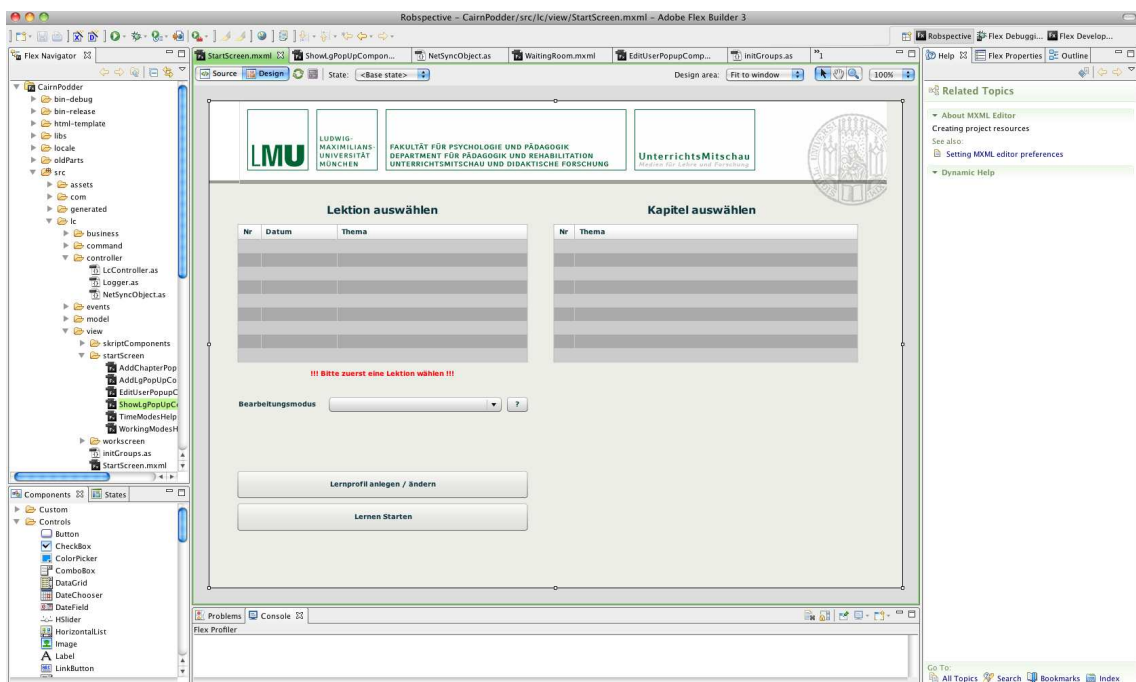 Robspective – CairnPodder/src/lc/view/StartScreen.mxml – Adobe Flex Builder 3
Robspective Flex Debuggi... Flex Develop...
Flex Navigator
CairnPodder
bin-debug
bin-release
html-template
libs
locale
oldParts
src
assets
com
generated
lc
business
command
controller
LcController.as
Logger.as
NetSyncObject.as
events
model
view
skriptComponents
startScreen
AddChapterPop
AddLgPopUpCo
EditUserPopupC
ShowLgPopUpC
TimeModesHelp
WorkingModesH
workscreen
initGroups.as
StartScreen.mxml
Components States
Custom
Controls
Button
CheckBox
ColorPicker
ComboBox
DataGrid
DateChooser
DateField
HSlider
HorizontalList
Image
Label
LinkButton
StartScreen.mxml ShowLgPopUpCompon... NetSyncObject.as WaitingRoom.mxml EditUserPopupComp... initGroups.as »1
Source Design State: <Base state> Design area: Fit to window 100%
LMU
LUDWIG-
MAXIMILIANS-
UNIVERSITÄT
MÜNCHEN
FAKULTÄT FÜR PSYCHOLOGIE UND PÄDAGOGIK
DEPARTMENT FÜR PÄDAGOGIK UND REHABILITATION
UNTERRICHTSMITSCHAU UND DIDAKTISCHE FORSCHUNG
UnterrichtsMitschau
Medien für Lehre und Forschung
Lektion auswählen
Nr Datum Thema
!!! Bitte zuerst eine Lektion wählen !!!
Bearbeitungsmodus ?
Lernprofil anlegen / ändern
Lernen Starten
Kapitel auswählen
Nr Thema
Problems Console
Flex Profiler
Help Flex Properties Outline
Related Topics
About MXML Editor
Creating project resources
See also:
Setting MXML editor preferences
Dynamic Help
Go To:
All Topics Search Bookmarks Index